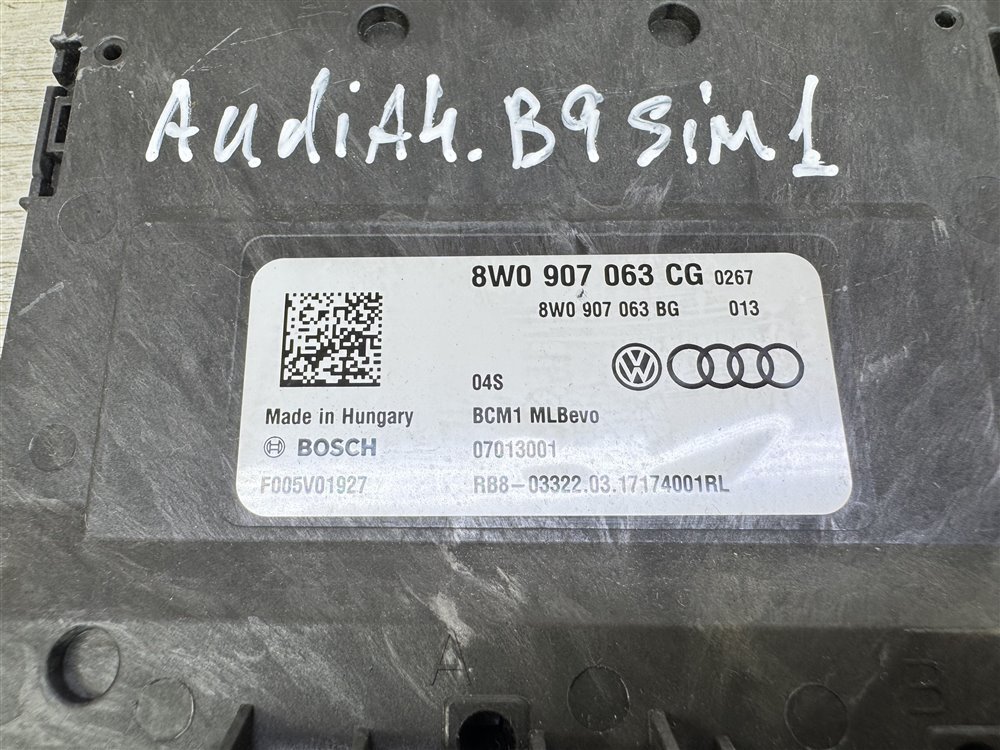 AudiA4.B9 sim1
8W0 907 063 CG 0267
8W0 907 063 BG 013
04S
Made in Hungary BCM1 MLBevo
BOSCH 07013001
F005V01927 RB8-03322.03.17174001RL
A
B